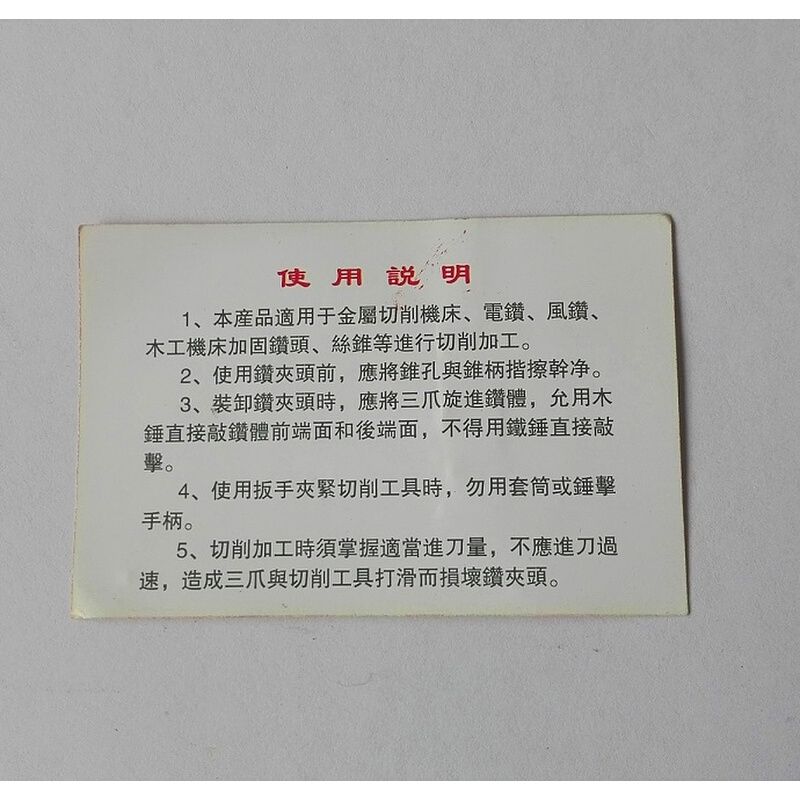 使用説明
1、本産品適用于金屬切削機床、電鑽、風鑽、
木工機床加固鑽頭、絲錐等進行切削加工。
2、使用鑽夾頭前，應將錐孔與錐柄揩擦幹净。
3、裝卸鑽夾頭時，應將三爪旋進鑽體，允用木
錘直接敲鑽體前端面和後端面，不得用鐵錘直接敲
擊。
4、使用扳手夾緊切削工具時，勿用套筒或錘擊
手柄。
5、切削加工時須掌握適當進刀量，不應進刀過
速，造成三爪與切削工具打滑而損壞鑽夾頭。